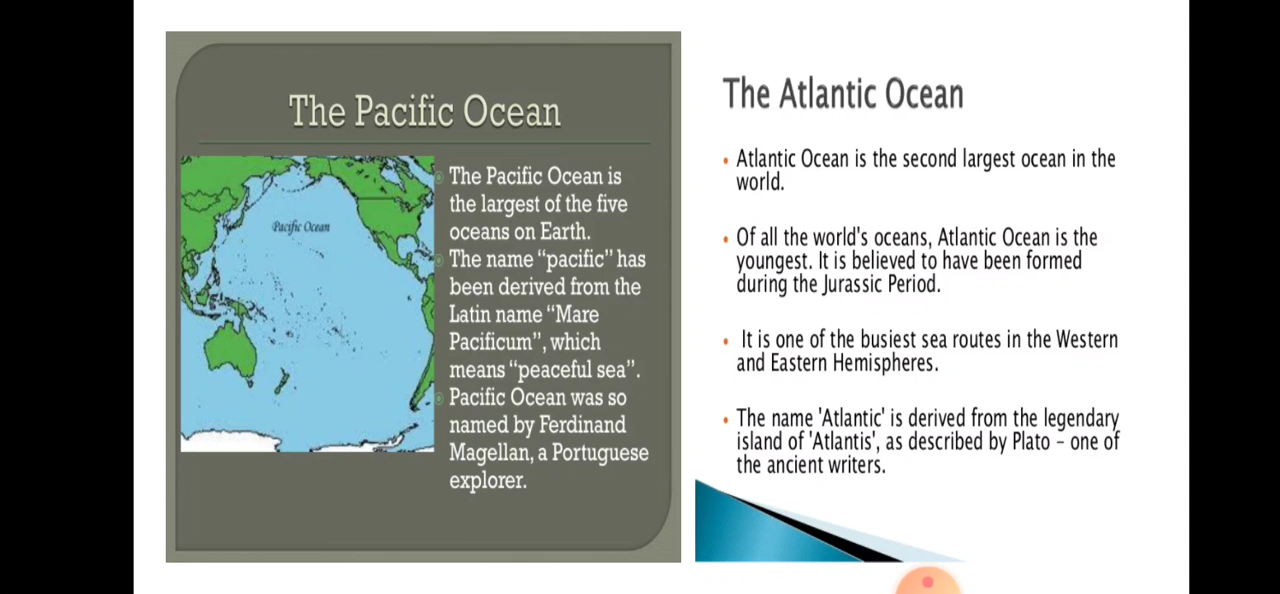 The Pacific Ocean
Pacific Ocean
The Pacific Ocean is
the largest of the five
oceans on Earth.
The name “pacific” has
been derived from the
Latin name “Mare
Pacificum”, which
means “peaceful sea”.
Pacific Ocean was so
named by Ferdinand
Magellan, a Portuguese
explorer.
The Atlantic Ocean
• Atlantic Ocean is the second largest ocean in the
world.
• Of all the world's oceans, Atlantic Ocean is the
youngest. It is believed to have been formed
during the Jurassic Period.
• It is one of the busiest sea routes in the Western
and Eastern Hemispheres.
• The name 'Atlantic' is derived from the legendary
island of 'Atlantis', as described by Plato – one of
the ancient writers.